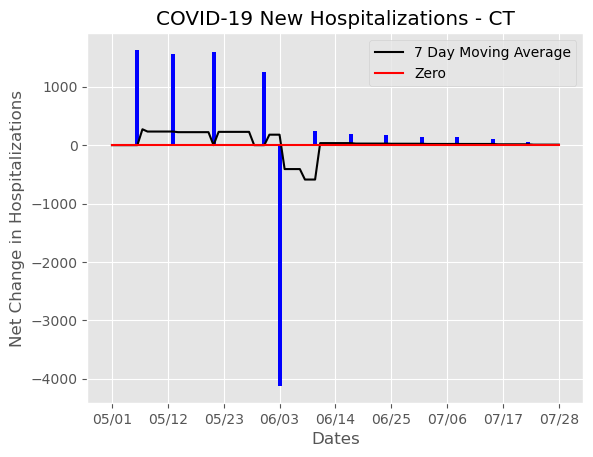 COVID-19 New Hospitalizations - CT
7 Day Moving Average
Zero
Net Change in Hospitalizations
1000
0
−1000
−2000
−3000
−4000
05/01 05/12 05/23 06/03 06/14 06/25 07/06 07/17 07/28
Dates